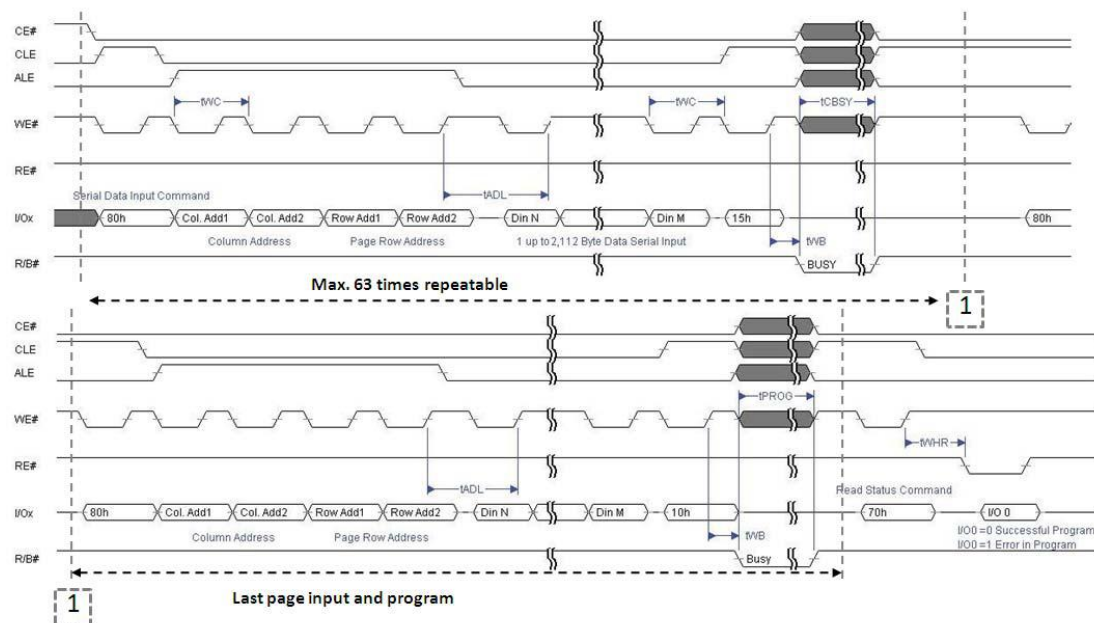 CE#
CLE
ALE
tWC tWC tCBSY
WE#
RE#
tADL
Serial Data Input Command
I/Ox 80h Col. Add1 Col. Add2 Row Add1 Row Add2 Din N Din M 15h 80h
Column Address Page Row Address 1 up to 2,112 Byte Data Serial Input tWB
R/B# BUSY
Max. 63 times repeatable 1
CE#
CLE
ALE
tPROG
WE#
tWHR
RE#
tADL Read Status Command
I/Ox 80h Col. Add1 Col. Add2 Row Add1 Row Add2 Din N Din M 10h 70h I/O 0
Column Address Page Row Address tWB I/O0 =0 Successful Program
I/O0 =1 Error in Program
R/B# Busy
1 Last page input and program